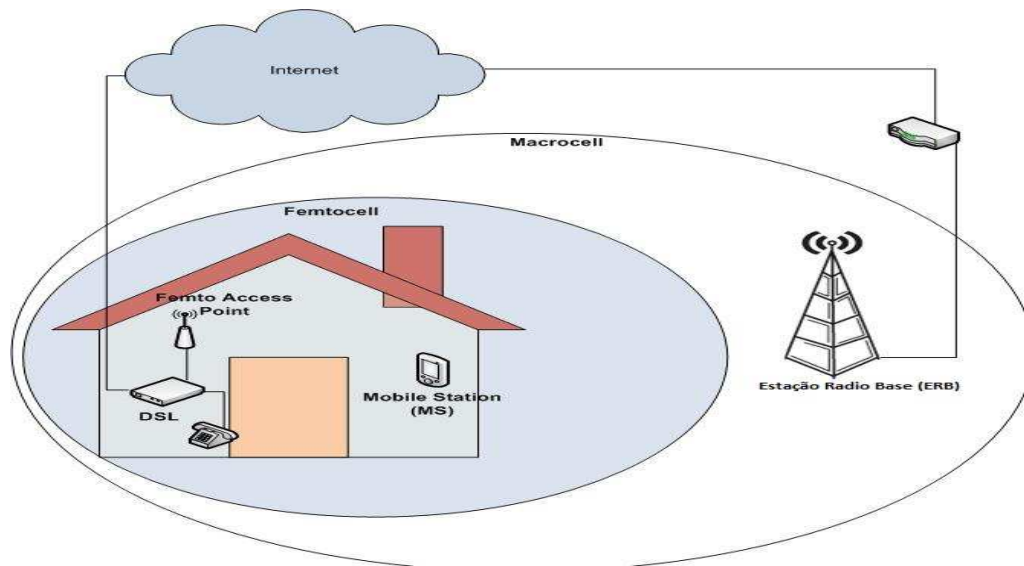 Internet
Macrocell
Femtocell
Femto Access
Point
DSL
Mobile Station
(MS)
Estação Radio Base (ERB)